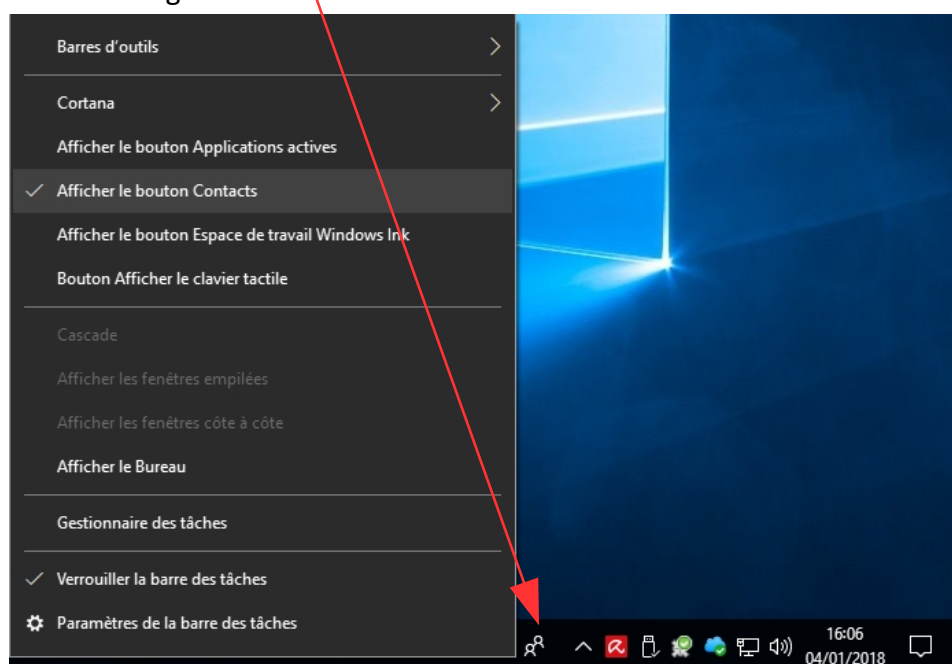 Barres d'outils
Cortana
Afficher le bouton Applications actives
Afficher le bouton Contacts
Afficher le bouton Espace de travail Windows Ink
Bouton Afficher le clavier tactile
Cascade
Afficher les fenêtres empilées
Afficher les fenêtres côte à côte
Afficher le Bureau
Gestionnaire des tâches
Verrouiller la barre des tâches
Paramètres de la barre des tâches
16:06
04/01/2018